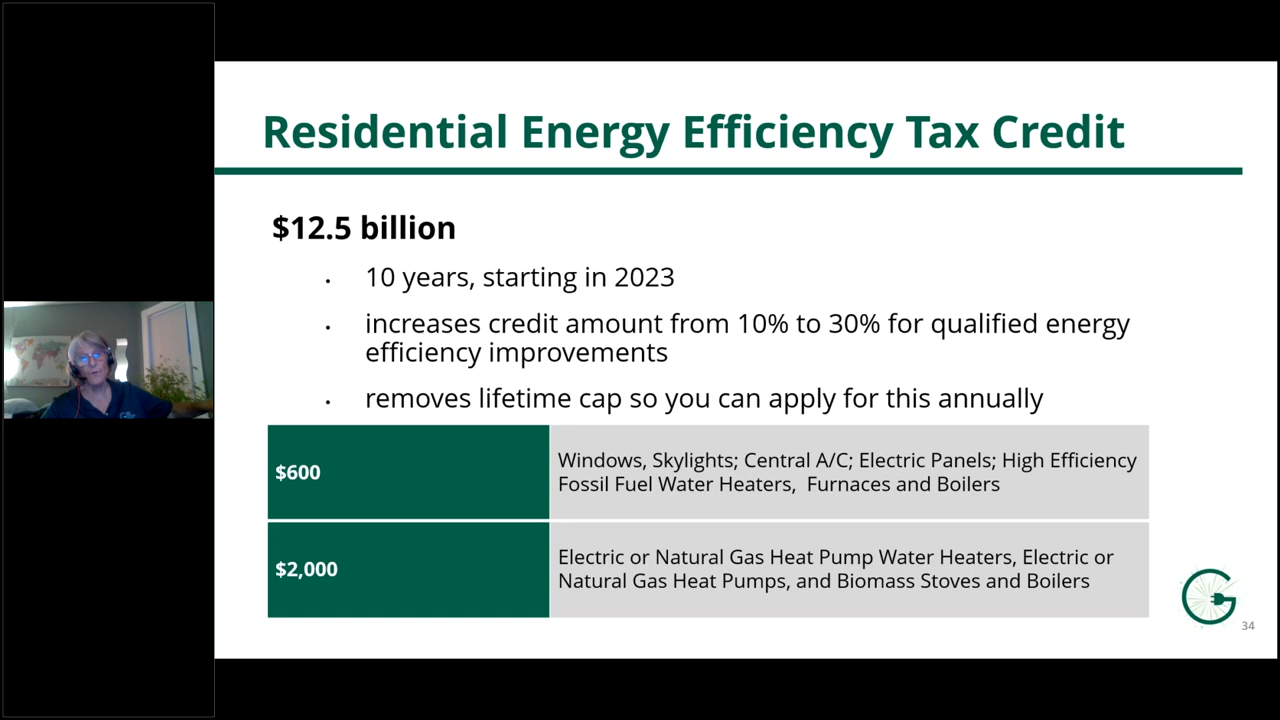 Residential Energy Efficiency Tax Credit
$12.5 billion
· 10 years, starting in 2023
· increases credit amount from 10% to 30% for qualified energy
efficiency improvements
· removes lifetime cap so you can apply for this annually
$600
Windows, Skylights; Central A/C; Electric Panels; High Efficiency
Fossil Fuel Water Heaters, Furnaces and Boilers
$2,000
Electric or Natural Gas Heat Pump Water Heaters, Electric or
Natural Gas Heat Pumps, and Biomass Stoves and Boilers
G
34